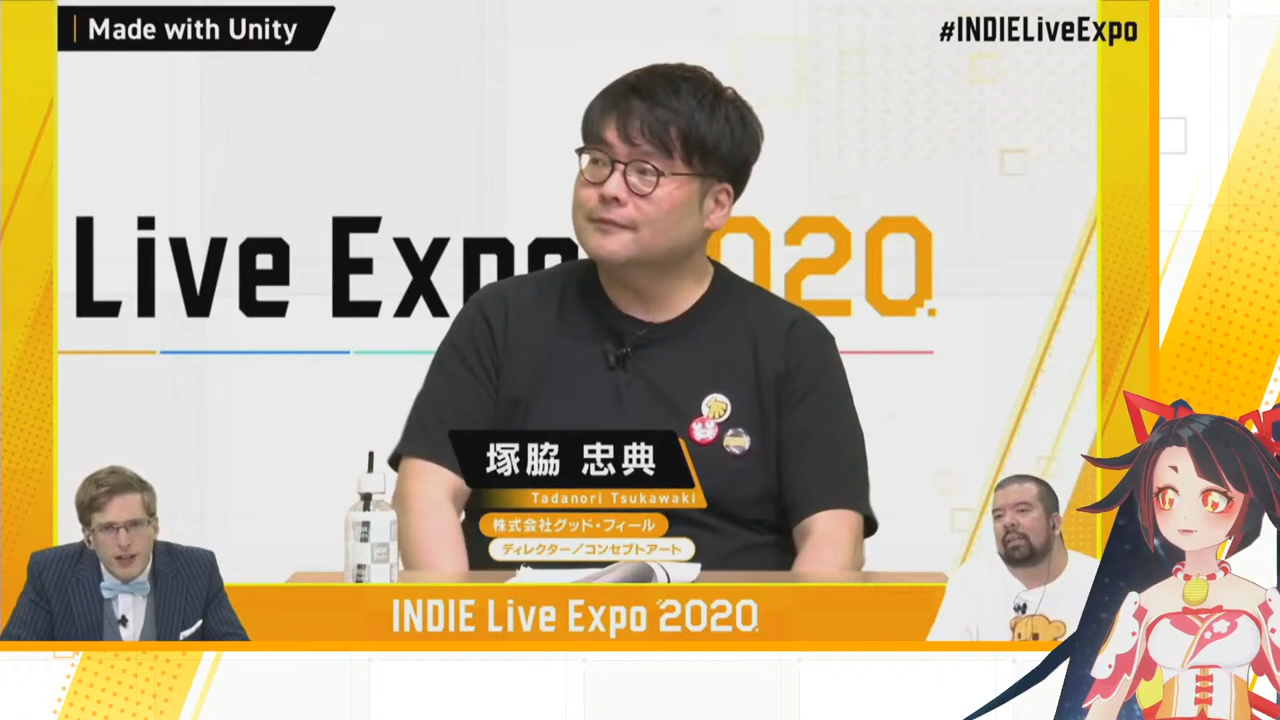 Made with Unity
#INDIELiveExpo
Live Expo 2020
塚脇 忠典
Tadanori Tsukawaki
株式会社グッド・フィール
ディレクター／コンセプトアート
INDIE Live Expo 2020